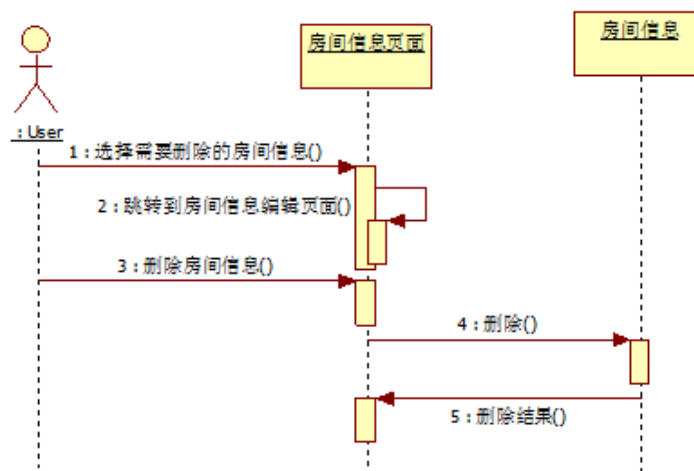 房间信息页面
房间信息
: User
1 : 选择需要删除的房间信息()
2 : 跳转到房间信息编辑页面()
3 : 删除房间信息()
4 : 删除()
5 : 删除结果()